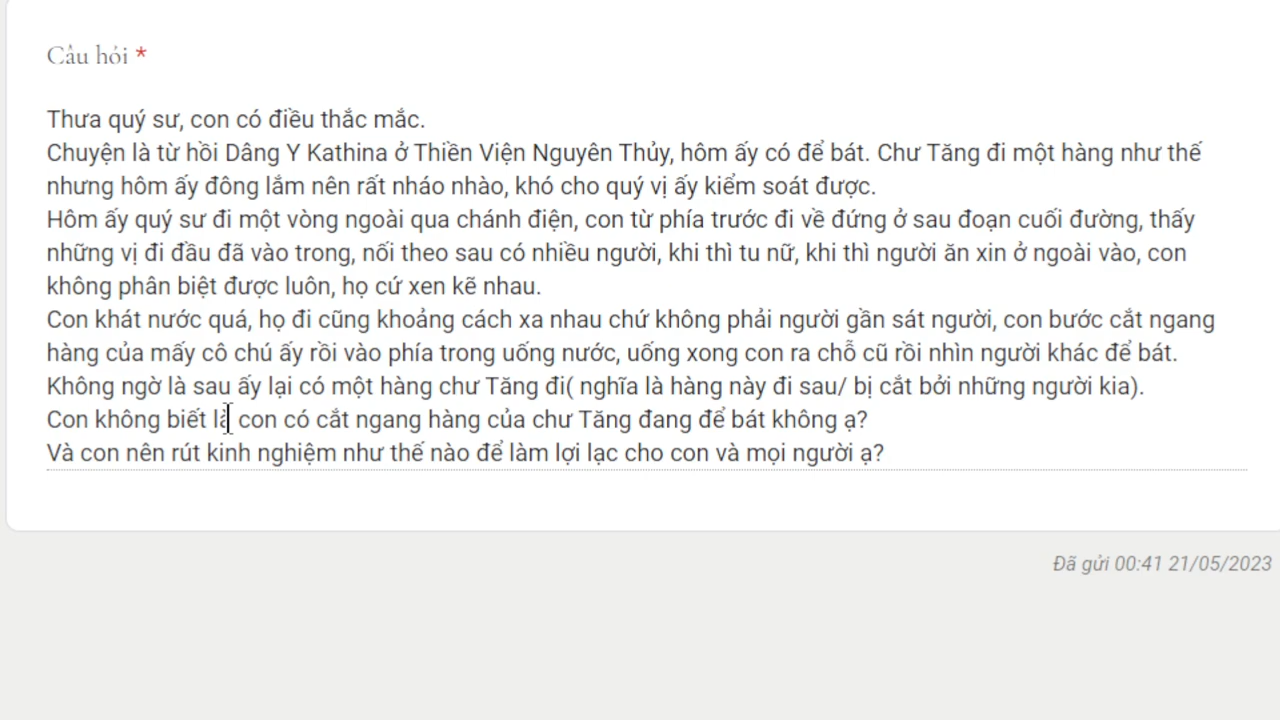 Câu hỏi *
Thưa quý sư, con có điều thắc mắc.
Chuyện là từ hồi Dâng Y Kathina ở Thiền Viện Nguyên Thủy, hôm ấy có để bát. Chư Tăng đi một hàng như thế
nhưng hôm ấy đông lắm nên rất nháo nhào, khó cho quý vị ấy kiểm soát được.
Hôm ấy quý sư đi một vòng ngoài qua chánh điện, con từ phía trước đi về đứng ở sau đoạn cuối đường, thấy
những vị đi đầu đã vào trong, nối theo sau có nhiều người, khi thì tu nữ, khi thì người ăn xin ở ngoài vào, con
không phân biệt được luôn, họ cứ xen kẽ nhau.
Con khát nước quá, họ đi cũng khoảng cách xa nhau chứ không phải người gần sát người, con bước cắt ngang
hàng của mấy cô chú ấy rồi vào phía trong uống nước, uống xong con ra chỗ cũ rồi nhìn người khác để bát.
Không ngờ là sau ấy lại có một hàng chư Tăng đi( nghĩa là hàng này đi sau/ bị cắt bởi những người kia).
Con không biết là con có cắt ngang hàng của chư Tăng đang để bát không ạ?
Và con nên rút kinh nghiệm như thế nào để làm lợi lạc cho con và mọi người ạ?
Đã gửi 00:41 21/05/2023